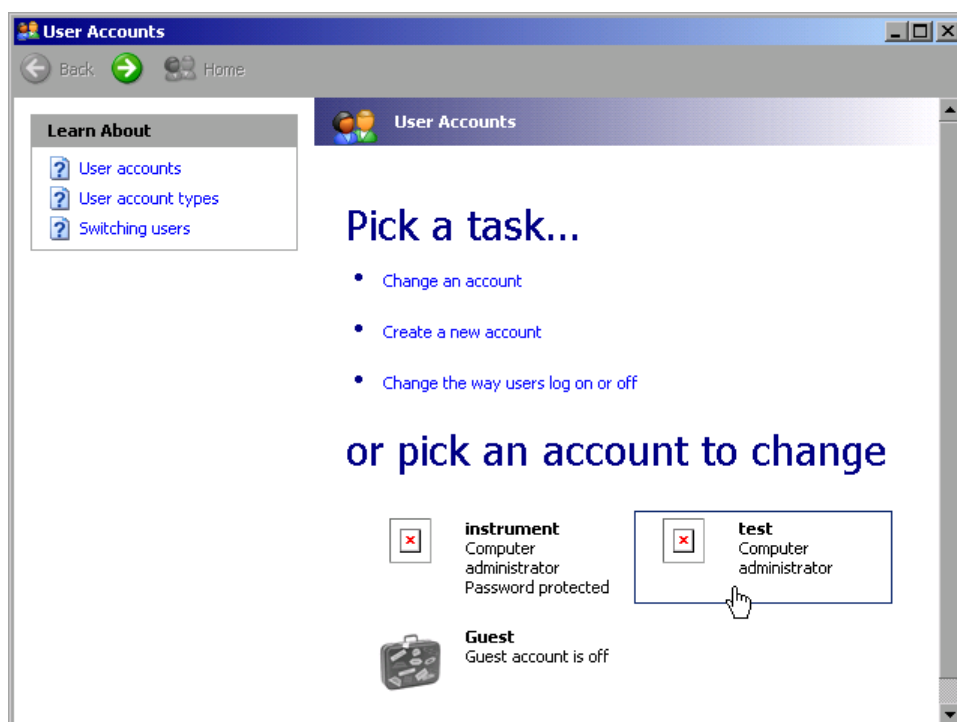 User Accounts
Back Home
Learn About
User accounts
User account types
Switching users
User Accounts
Pick a task...
Change an account
Create a new account
Change the way users log on or off
or pick an account to change
instrument
Computer
administrator
Password protected
test
Computer
administrator
Guest
Guest account is off